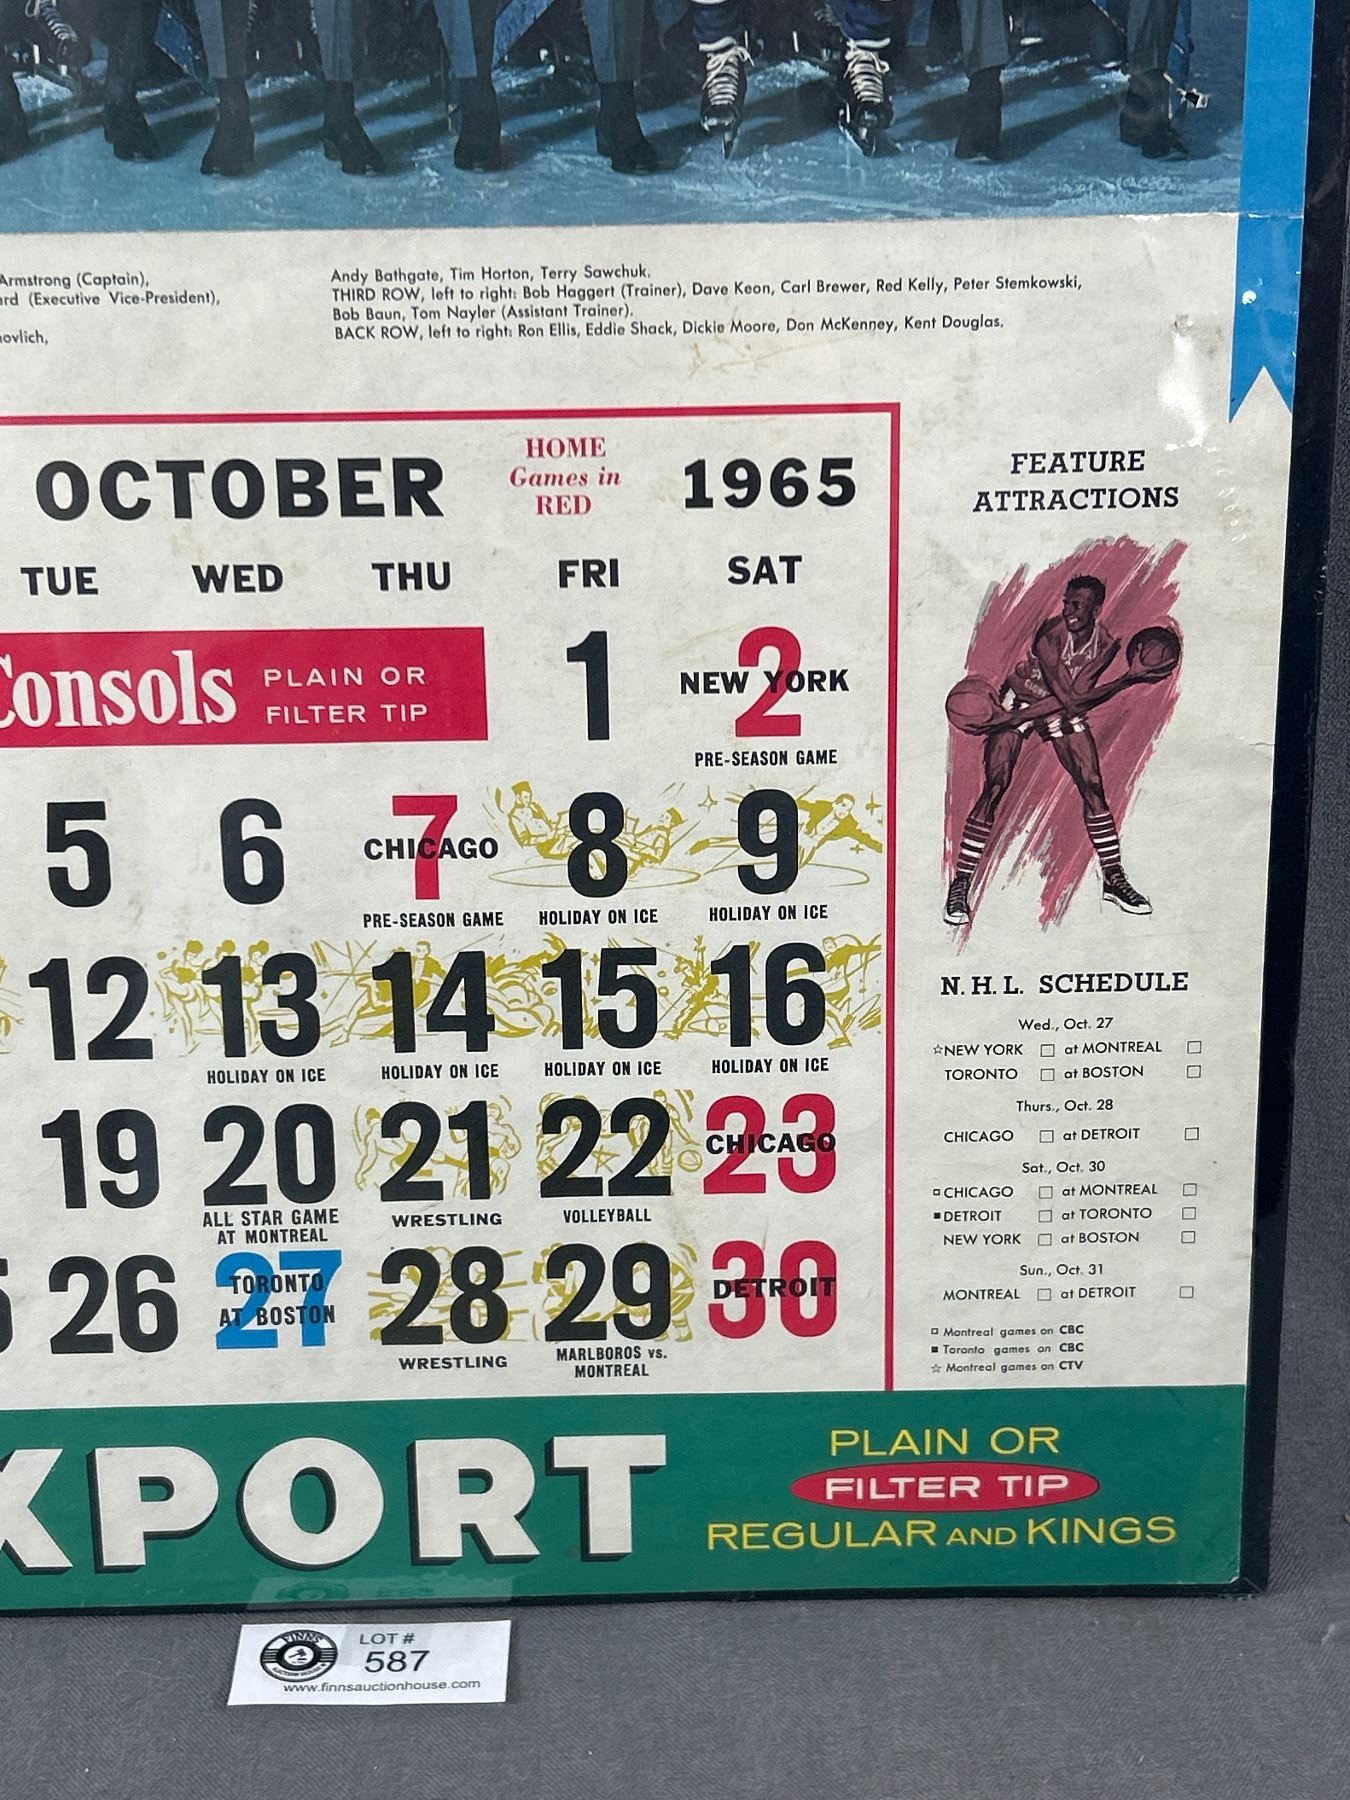 Armstrong (Captain),
ard (Executive Vice-President),
ovlich,
Andy Bathgate, Tim Horton, Terry Sawchuk.
THIRD ROW, left to right: Bob Haggert (Trainer), Dave Keon, Carl Brewer, Red Kelly, Peter Stemkowski,
Bob Baun, Tom Nayler (Assistant Trainer).
BACK ROW, left to right: Ron Ellis, Eddie Shack, Dickie Moore, Don McKenney, Kent Douglas.
OCTOBER
HOME
Games in
RED
1965
TUE WED THU FRI SAT
Consols
PLAIN OR
FILTER TIP
1
2
NEW YORK
PRE-SEASON GAME
5
6
7
CHICAGO
PRE-SEASON GAME
8
HOLIDAY ON ICE
9
HOLIDAY ON ICE
12
13
HOLIDAY ON ICE
14
HOLIDAY ON ICE
15
HOLIDAY ON ICE
16
HOLIDAY ON ICE
19
20
ALL STAR GAME
AT MONTREAL
21
WRESTLING
22
VOLLEYBALL
23
CHICAGO
5
26
27
TORONTO
AT BOSTON
28
WRESTLING
29
MARLBOROS vs.
MONTREAL
30
DETROIT
FEATURE
ATTRACTIONS
N. H. L. SCHEDULE
Wed., Oct. 27
☆NEW YORK □ at MONTREAL □
TORONTO □ at BOSTON □
Thurs., Oct. 28
CHICAGO □ at DETROIT □
Sat., Oct. 30
□CHICAGO □ at MONTREAL □
■DETROIT □ at TORONTO □
NEW YORK □ at BOSTON □
Sun., Oct. 31
MONTREAL □ at DETROIT □
□ Montreal games on CBC
■ Toronto games on CBC
☆ Montreal games on CTV
XPORT
PLAIN OR
FILTER TIP
REGULAR AND KINGS
FINNS
AUCTION HOUSE
LOT #
587
www.finnsauctionhouse.com